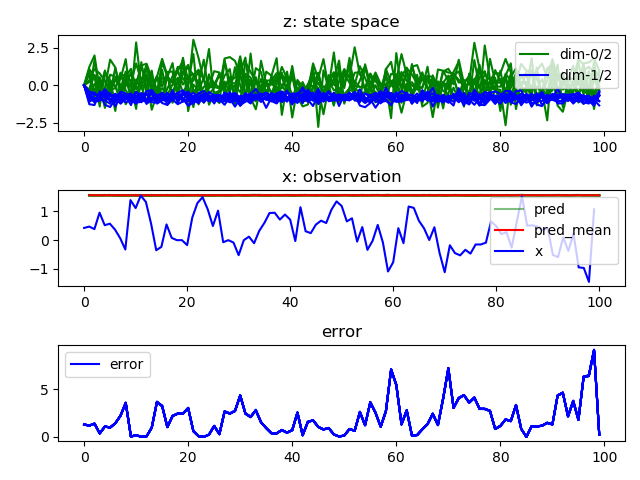 z: state space
2.5
0.0
−2.5
dim-0/2
dim-1/2
0 20 40 60 80 100
x: observation
1
0
−1
pred
pred_mean
x
0 20 40 60 80 100
error
5
0
error
0 20 40 60 80 100